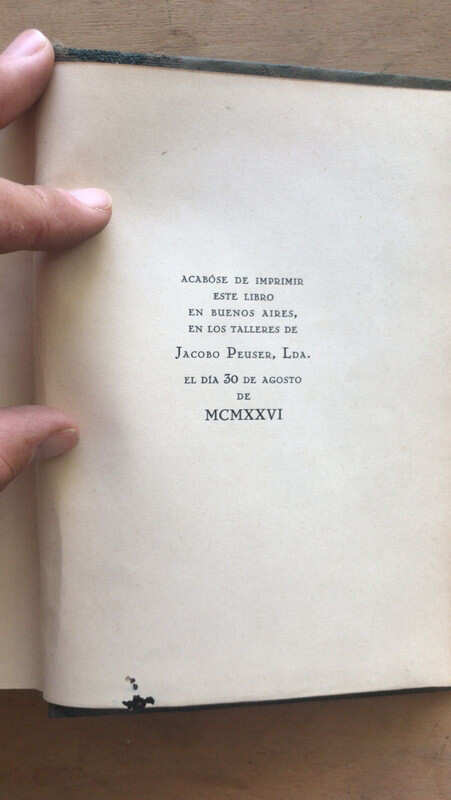 ACABÓSE DE IMPRIMIR
ESTE LIBRO
EN BUENOS AIRES,
EN LOS TALLERES DE
JACOBO PEUSER, LDA.
EL DÍA 30 DE AGOSTO
DE
MCMXXVI